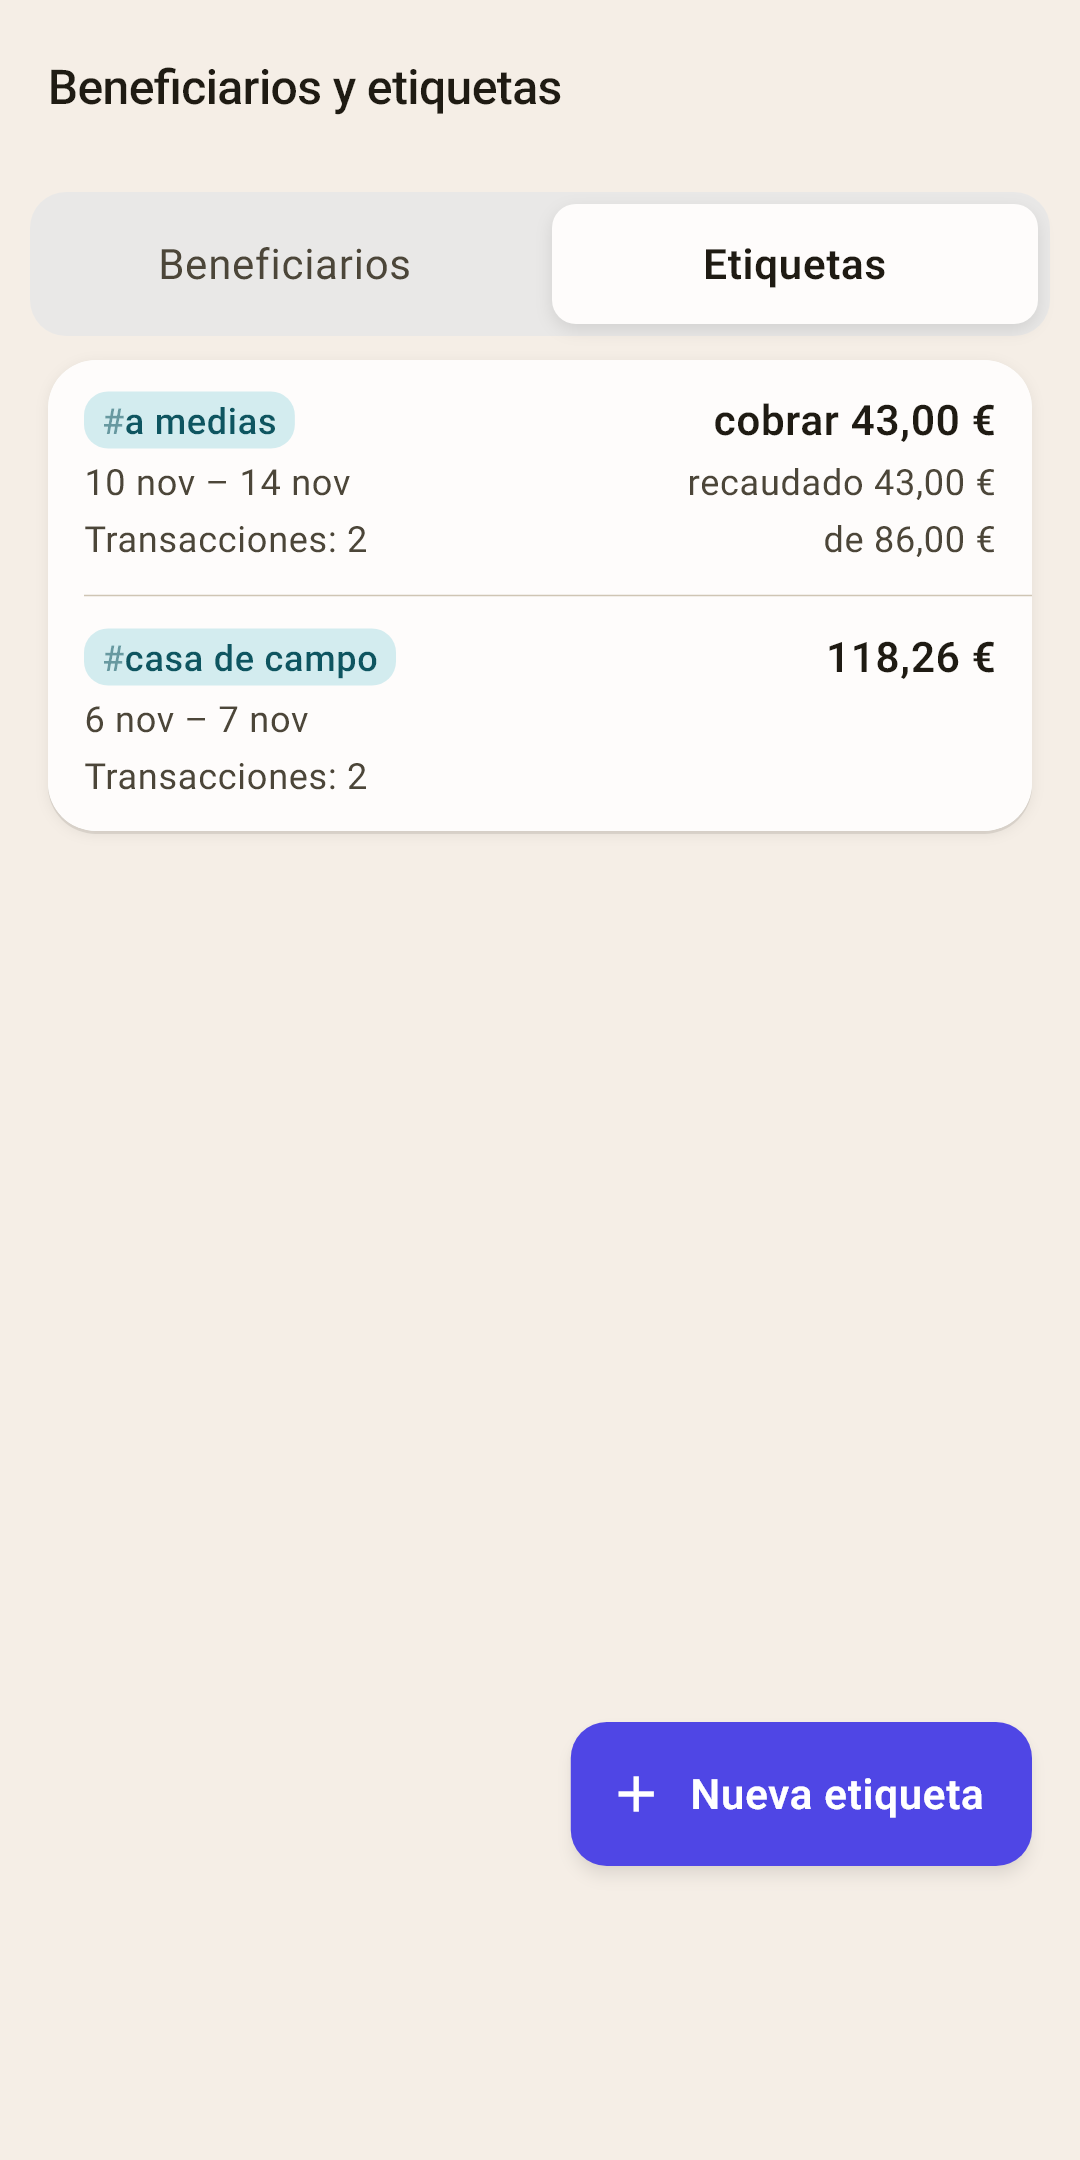 Beneficiarios y etiquetas
Beneficiarios
Etiquetas
#a medias
cobrar 43,00 €
10 nov – 14 nov
recaudado 43,00 €
Transacciones: 2
de 86,00 €
#casa de campo
118,26 €
6 nov – 7 nov
Transacciones: 2
+ Nueva etiqueta